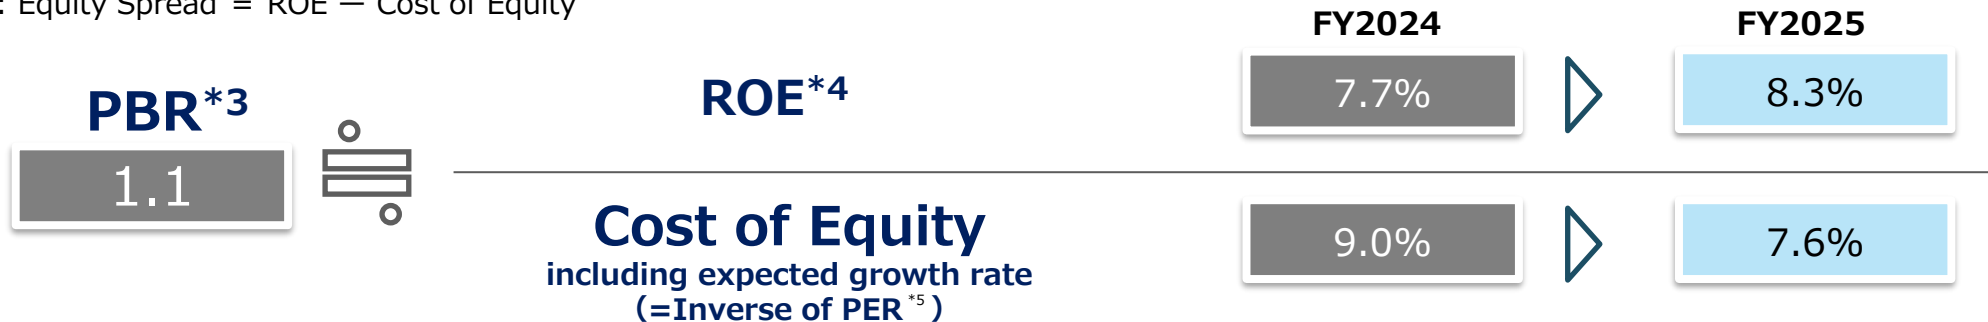 : Equity Spread = ROE — Cost of Equity
FY2024 FY2025
PBR*3
1.1
≒
ROE*4
7.7% 8.3%
Cost of Equity
including expected growth rate
(=Inverse of PER*5)
9.0% 7.6%